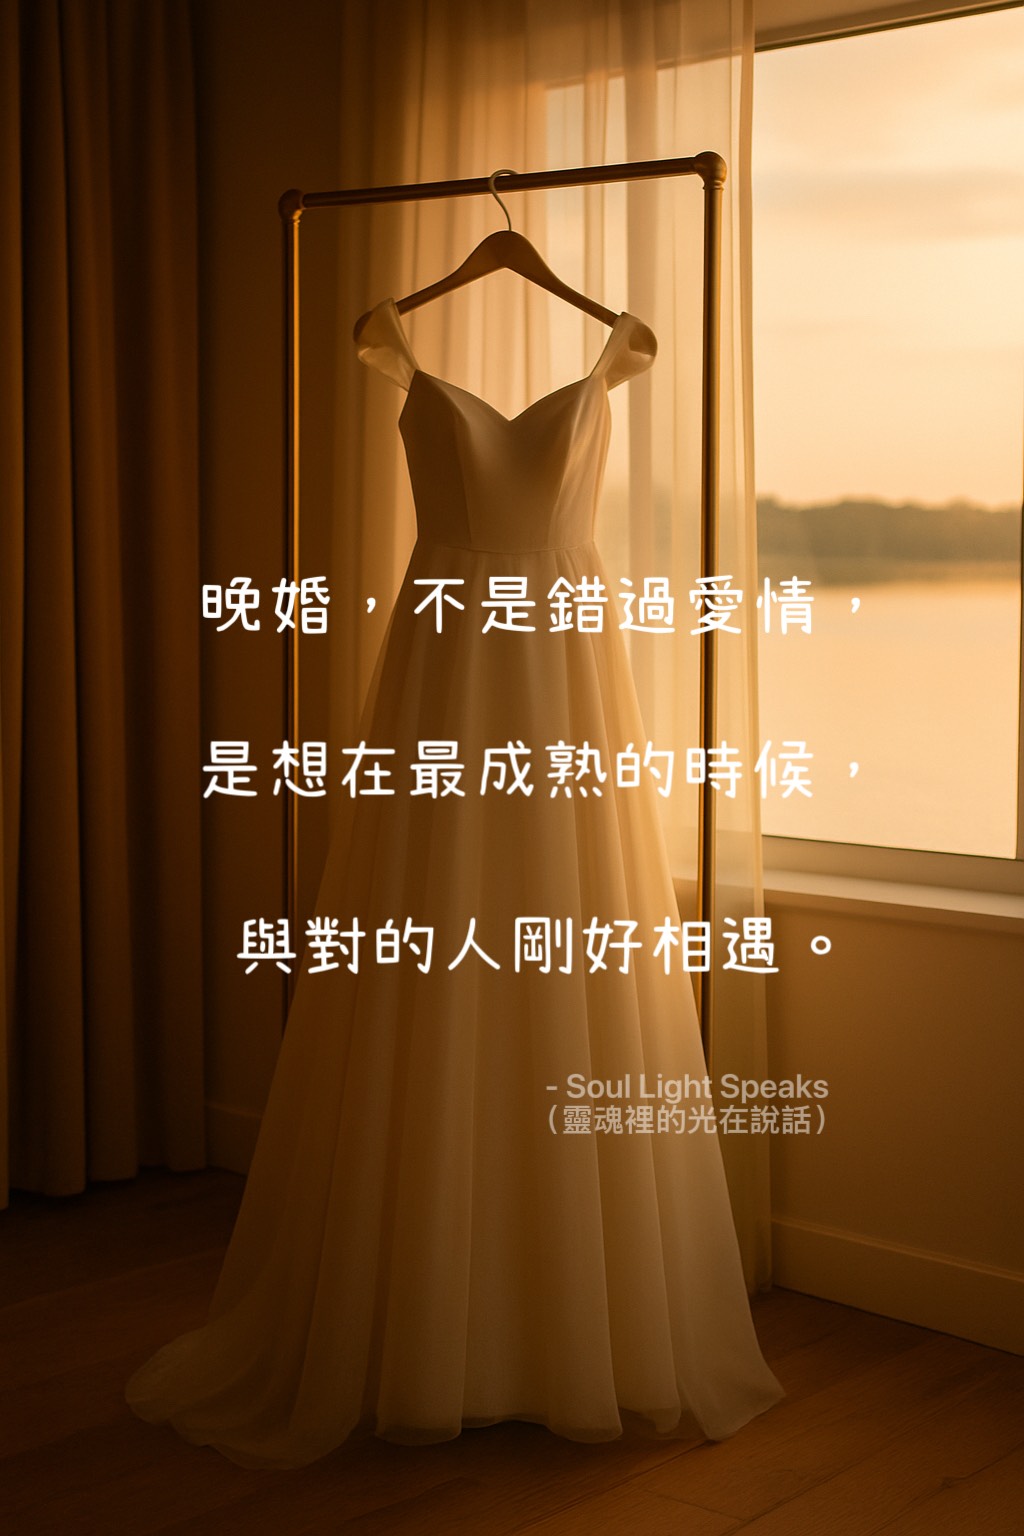 晚婚，不是錯過愛情，
是想在最成熟的時候，
與對的人剛好相遇。
- Soul Light Speaks
（靈魂裡的光在說話）